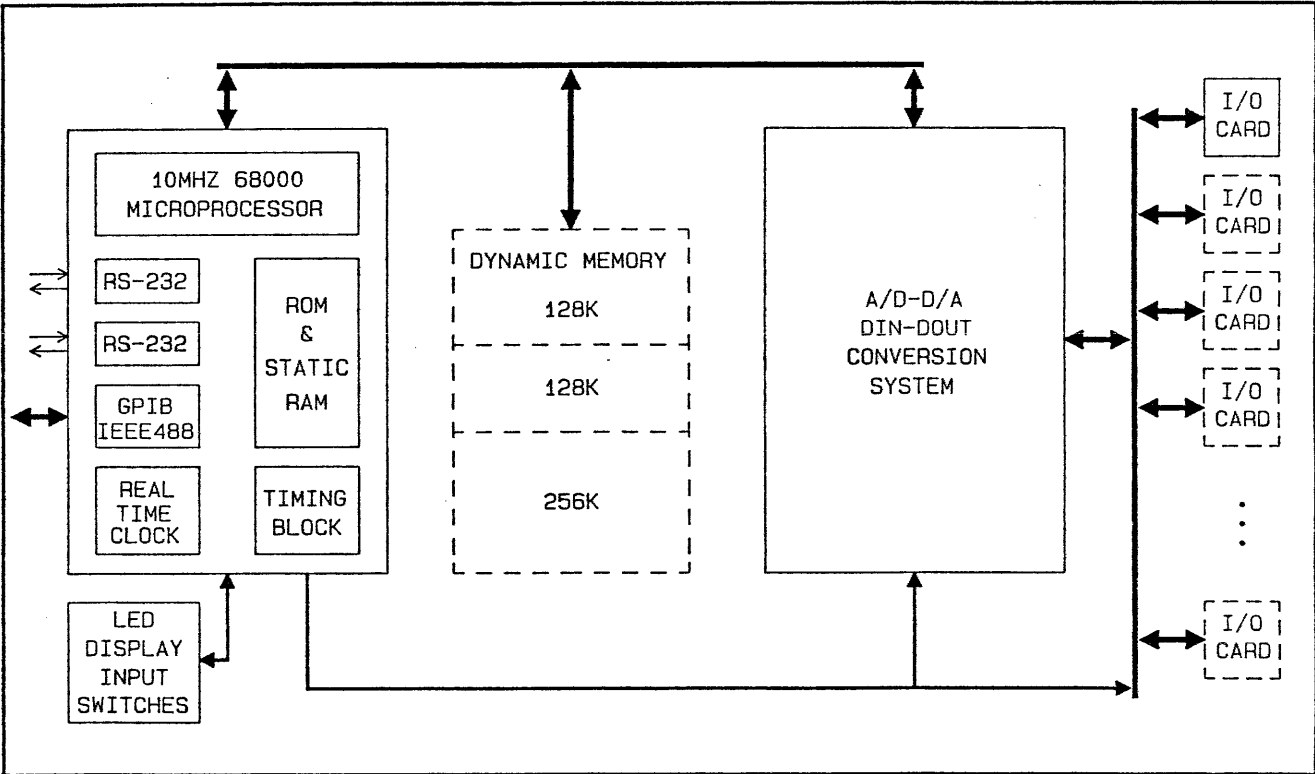 10MHZ 68000
MICROPROCESSOR
RS-232
RS-232
GPIB
IEEE488
REAL
TIME
CLOCK
ROM
&
STATIC
RAM
TIMING
BLOCK
LED
DISPLAY
INPUT
SWITCHES
DYNAMIC MEMORY
128K
128K
256K
A/D-D/A
DIN-DOUT
CONVERSION
SYSTEM
I/O
CARD
I/O
CARD
I/O
CARD
I/O
CARD
I/O
CARD